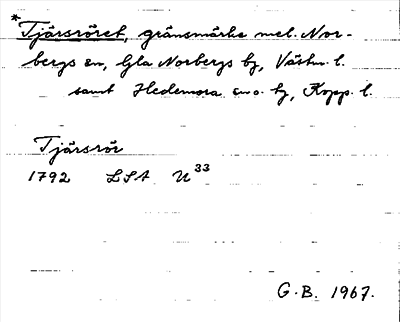 *Tjärsröret, gränsmärke mel. Nor-
bergs sn, Gla Norbergs bg, Västm. l.
samt Hedemora sn o. bg, Kopp. l.
Tjärsrör
1792 LSA U 33
G.B. 1967.